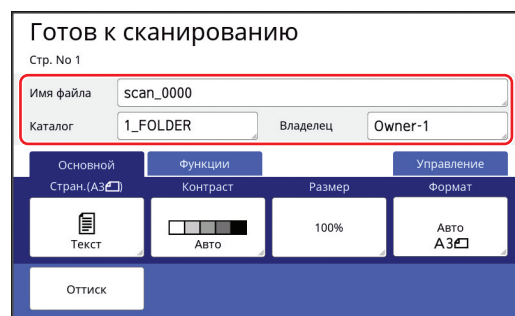 Готов к сканированию
Стр. No 1
Имя файла scan_0000
Каталог 1_FOLDER Владелец Owner-1
Основной Функции Управление
Стран.(A3) Контраст Размер Формат
100% Авто
Текст Авто A3
Оттиск